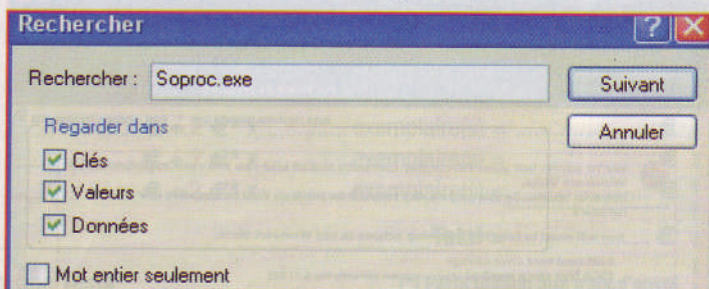 Rechercher
Rechercher : Soproc.exe
Suivant
Regarder dans
Annuler
Clés
Valeurs
Données
Mot entier seulement